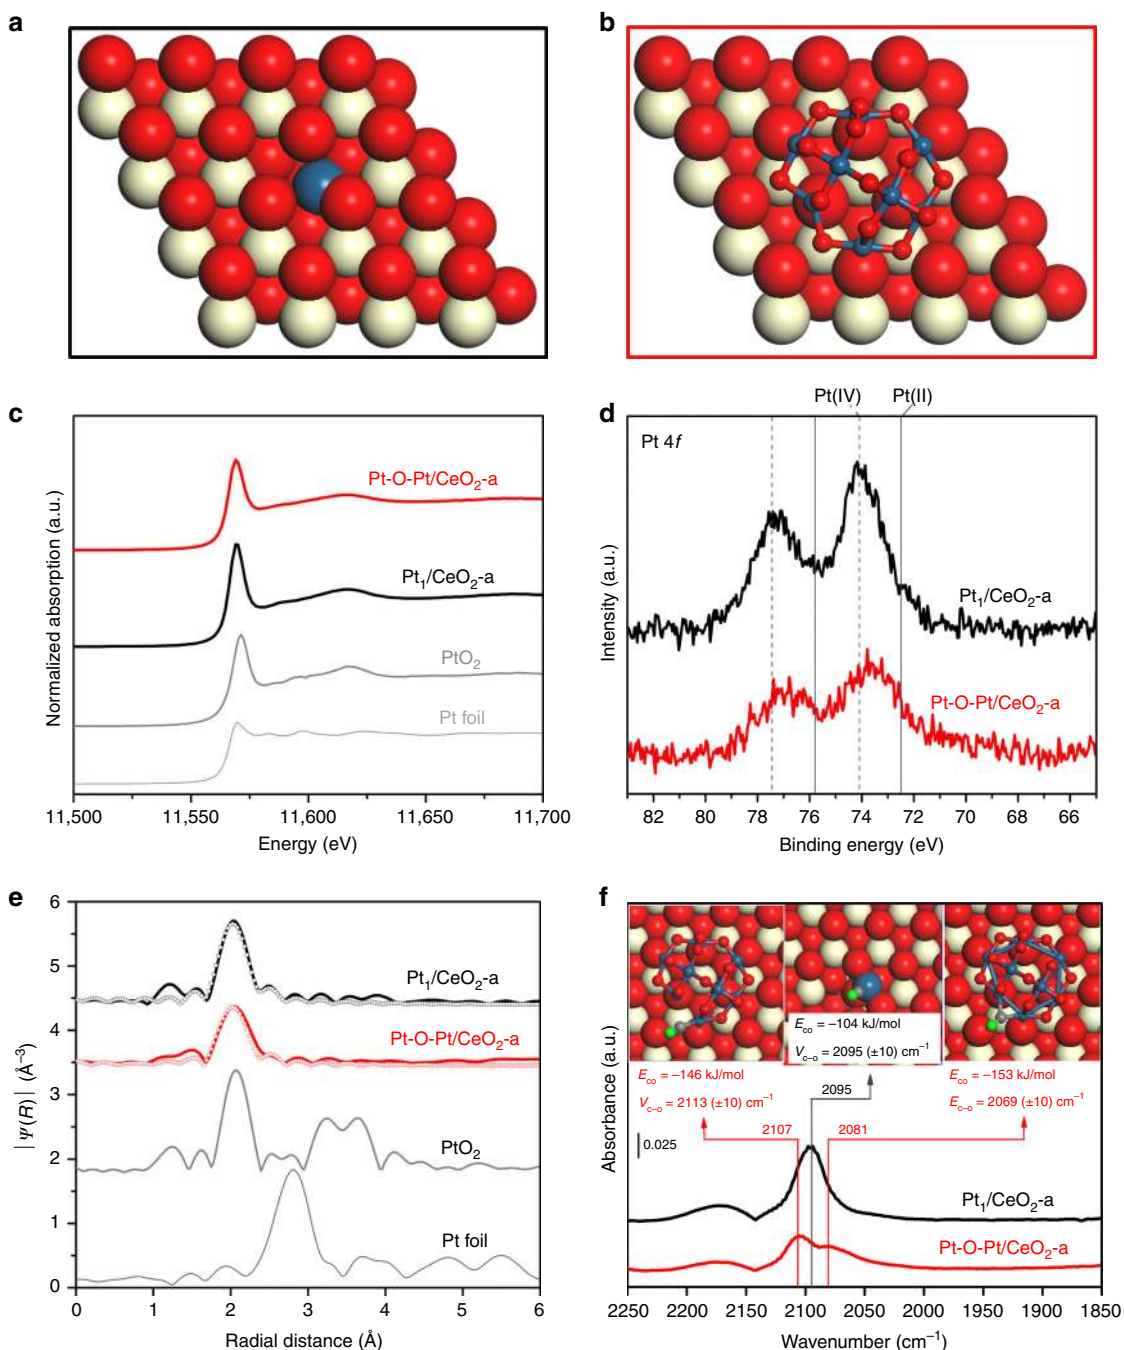 a
b
c
Normalized absorption (a.u.)
Pt-O-Pt/CeO₂-a
Pt₁/CeO₂-a
PtO₂
Pt foil
11,500 11,550 11,600 11,650 11,700
Energy (eV)
d
Pt(IV) Pt(II)
Pt 4f
Intensity (a.u.)
Pt₁/CeO₂-a
Pt-O-Pt/CeO₂-a
82 80 78 76 74 72 70 68 66
Binding energy (eV)
e
|Ψ(R)| (Å⁻³)
6
5
4
3
2
1
0
Pt₁/CeO₂-a
Pt-O-Pt/CeO₂-a
PtO₂
Pt foil
0 1 2 3 4 5 6
Radial distance (Å)
f
Absorbance (a.u.)
E_co = −104 kJ/mol
V_c–o = 2095 (±10) cm⁻¹
E_co = −146 kJ/mol
V_c–o = 2113 (±10) cm⁻¹
E_co = −153 kJ/mol
E_c–o = 2069 (±10) cm⁻¹
2095
2107
2081
0.025
Pt₁/CeO₂-a
Pt-O-Pt/CeO₂-a
2250 2200 2150 2100 2050 2000 1950 1900 1850
Wavenumber (cm⁻¹)